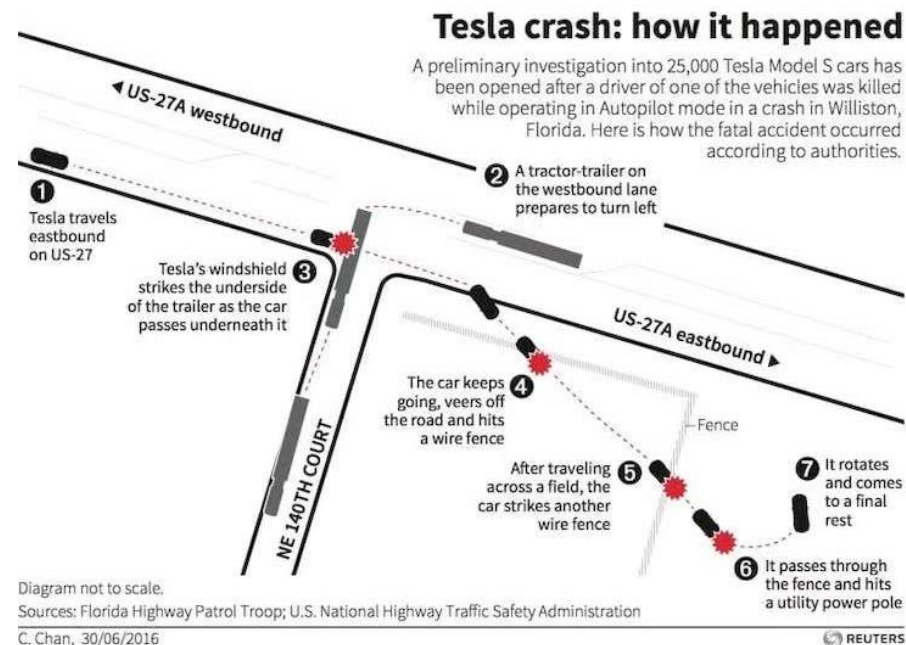 Tesla crash: how it happened
A preliminary investigation into 25,000 Tesla Model S cars has
been opened after a driver of one of the vehicles was killed
while operating in Autopilot mode in a crash in Williston,
Florida. Here is how the fatal accident occurred
according to authorities.
US-27A westbound
1
Tesla travels
eastbound
on US-27
2
A tractor-trailer on
the westbound lane
prepares to turn left
3
Tesla's windshield
strikes the underside
of the trailer as the car
passes underneath it
US-27A eastbound
4
The car keeps
going, veers off
the road and hits
a wire fence
Fence
NE 140TH COURT
5
After traveling
across a field, the
car strikes another
wire fence
6
It passes through
the fence and hits
a utility power pole
7
It rotates
and comes
to a final
rest
Diagram not to scale.
Sources: Florida Highway Patrol Troop; U.S. National Highway Traffic Safety Administration
C. Chan, 30/06/2016
REUTERS